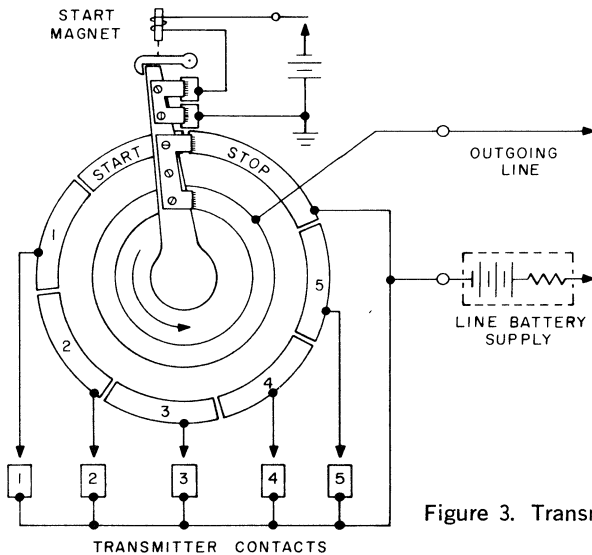 START
MAGNET
START
STOP
OUTGOING
LINE
1
2
3
4
5
LINE BATTERY
SUPPLY
1
2
3
4
5
TRANSMITTER CONTACTS
Figure 3. Transm